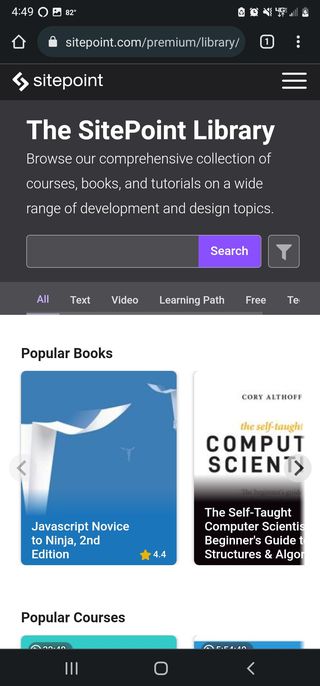 4:49
82°
sitepoint.com/premium/library/
1
sitepoint
The SitePoint Library
Browse our comprehensive collection of
courses, books, and tutorials on a wide
range of development and design topics.
Search
All Text Video Learning Path Free Te
Popular Books
Javascript Novice
to Ninja, 2nd
Edition
4.4
CORY ALTHOFF
the self-taught
COMPUT
SCIENT
The Self-Taught
Computer Scientis
Beginner's Guide t
Structures & Algor
Popular Courses